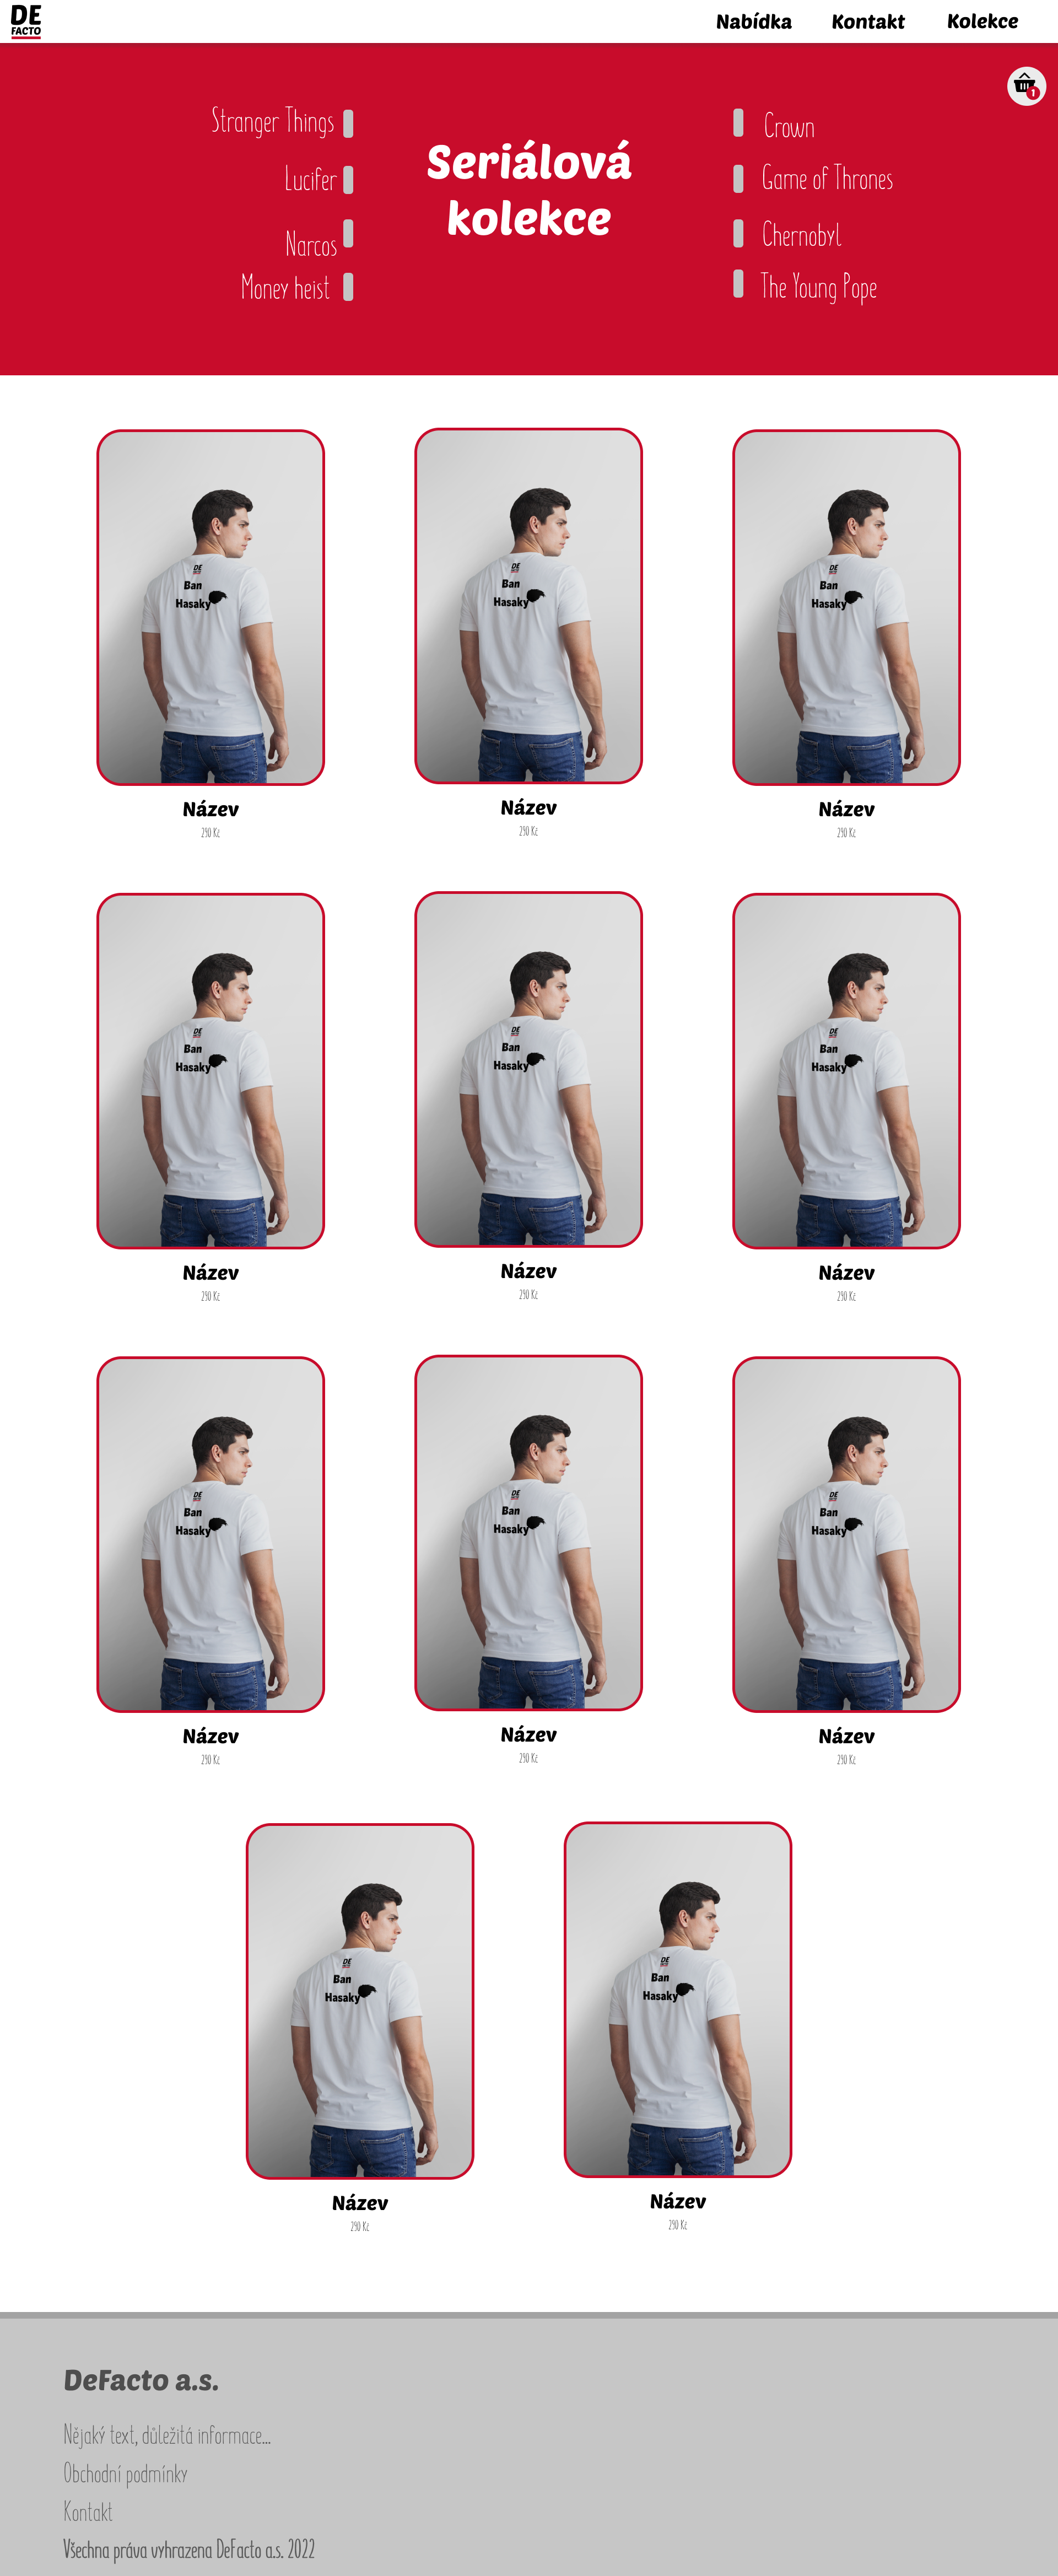 DE
FACTO
Nabídka Kontakt Kolekce
1
Stranger Things
Lucifer
Narcos
Money heist
Seriálová
kolekce
Crown
Game of Thrones
Chernobyl
The Young Pope
DE
Ban
Hasaky
DE
Ban
Hasaky
DE
Ban
Hasaky
Název
290 Kč
Název
290 Kč
Název
290 Kč
DE
Ban
Hasaky
DE
Ban
Hasaky
DE
Ban
Hasaky
Název
290 Kč
Název
290 Kč
Název
290 Kč
DE
Ban
Hasaky
DE
Ban
Hasaky
DE
Ban
Hasaky
Název
290 Kč
Název
290 Kč
Název
290 Kč
DE
Ban
Hasaky
DE
Ban
Hasaky
Název
290 Kč
Název
290 Kč
DeFacto a.s.
Nějaký text, důležitá informace...
Obchodní podmínky
Kontakt
Všechna práva vyhrazena DeFacto a.s. 2022